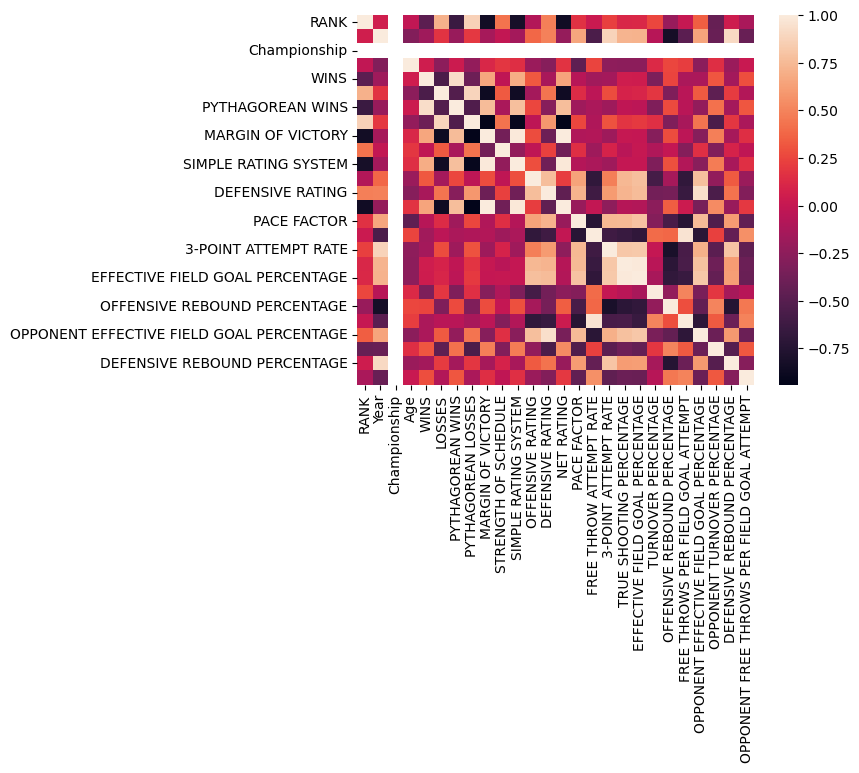 RANK
Championship
WINS
PYTHAGOREAN WINS
MARGIN OF VICTORY
SIMPLE RATING SYSTEM
DEFENSIVE RATING
PACE FACTOR
3-POINT ATTEMPT RATE
EFFECTIVE FIELD GOAL PERCENTAGE
OFFENSIVE REBOUND PERCENTAGE
OPPONENT EFFECTIVE FIELD GOAL PERCENTAGE
DEFENSIVE REBOUND PERCENTAGE
RANK
Year
Championship
Age
WINS
LOSSES
PYTHAGOREAN WINS
PYTHAGOREAN LOSSES
MARGIN OF VICTORY
STRENGTH OF SCHEDULE
SIMPLE RATING SYSTEM
OFFENSIVE RATING
DEFENSIVE RATING
NET RATING
PACE FACTOR
FREE THROW ATTEMPT RATE
3-POINT ATTEMPT RATE
TRUE SHOOTING PERCENTAGE
EFFECTIVE FIELD GOAL PERCENTAGE
TURNOVER PERCENTAGE
OFFENSIVE REBOUND PERCENTAGE
FREE THROWS PER FIELD GOAL ATTEMPT
OPPONENT EFFECTIVE FIELD GOAL PERCENTAGE
OPPONENT TURNOVER PERCENTAGE
DEFENSIVE REBOUND PERCENTAGE
OPPONENT FREE THROWS PER FIELD GOAL ATTEMPT
1.00
0.75
0.50
0.25
0.00
−0.25
−0.50
−0.75